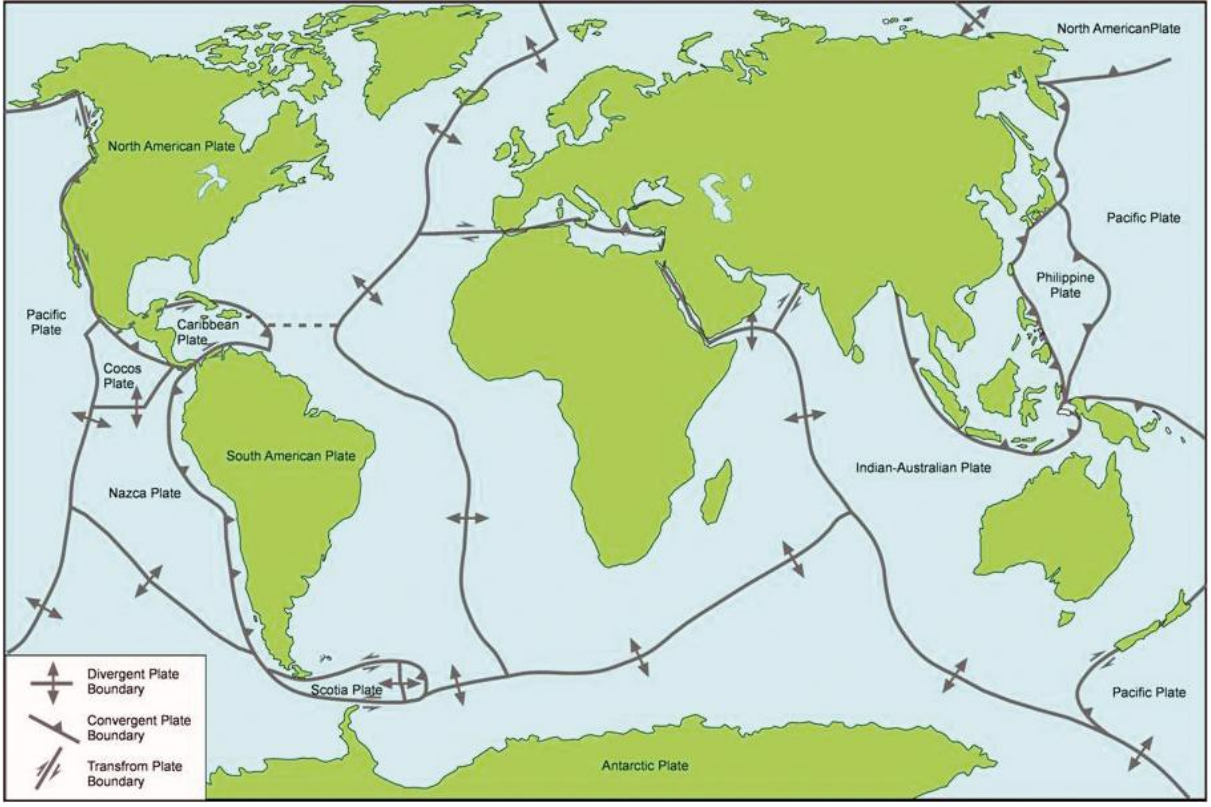 North AmericanPlate
North American Plate
Pacific Plate
Pacific
Plate
Caribbean
Plate
Philippine
Plate
Cocos
Plate
South American Plate
Indian-Australian Plate
Nazca Plate
Scotia Plate
Pacific Plate
Antarctic Plate
Divergent Plate
Boundary
Convergent Plate
Boundary
Transfrom Plate
Boundary